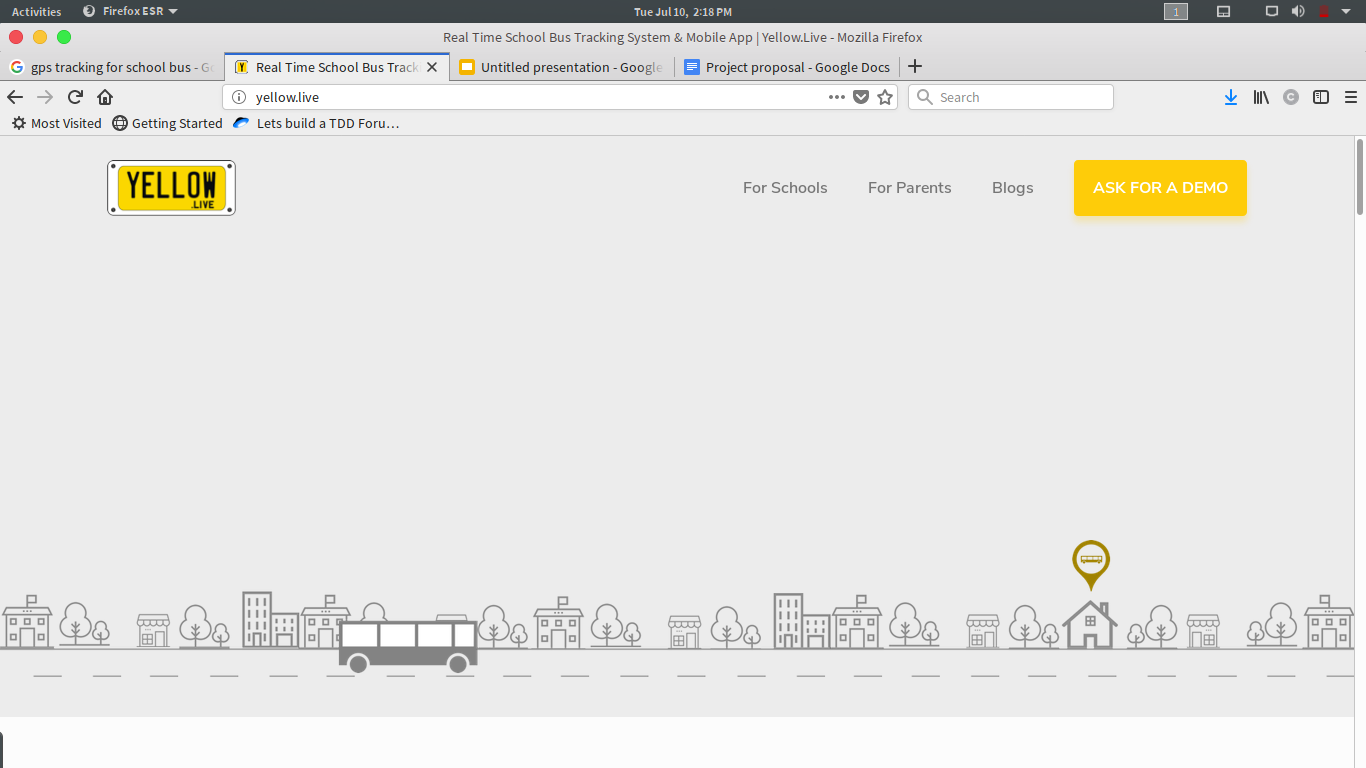 Activities Firefox ESR Tue Jul 10, 2:18 PM 1
Real Time School Bus Tracking System & Mobile App | Yellow.Live - Mozilla Firefox
gps tracking for school bus - Go Real Time School Bus Track Untitled presentation - Google Project proposal - Google Docs
yellow.live Search
Most Visited Getting Started Lets build a TDD Foru…
YELLOW
.LIVE
For Schools For Parents Blogs ASK FOR A DEMO